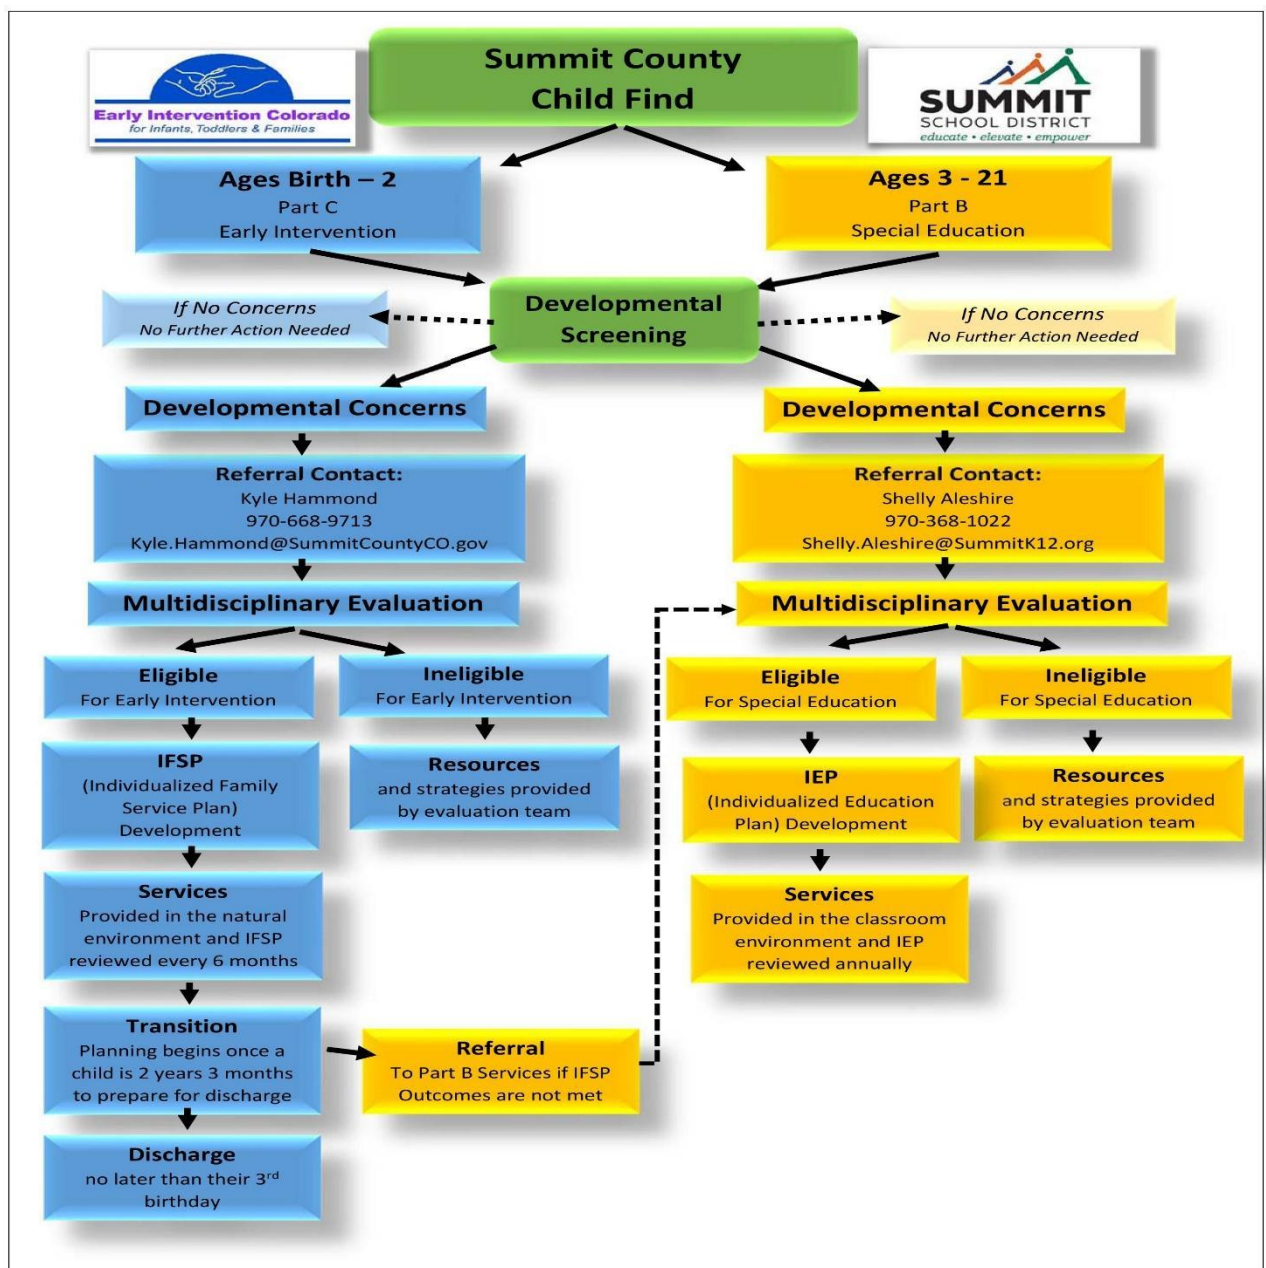 Summit County
Child Find
Early Intervention Colorado
for Infants, Toddlers & Families
SUMMIT
SCHOOL DISTRICT
educate • elevate • empower
Ages Birth – 2
Part C
Early Intervention
Ages 3 - 21
Part B
Special Education
Developmental
Screening
If No Concerns
No Further Action Needed
If No Concerns
No Further Action Needed
Developmental Concerns
Referral Contact:
Kyle Hammond
970-668-9713
Kyle.Hammond@SummitCountyCO.gov
Multidisciplinary Evaluation
Eligible
For Early Intervention
Ineligible
For Early Intervention
IFSP
(Individualized Family
Service Plan)
Development
Resources
and strategies provided
by evaluation team
Services
Provided in the natural
environment and IFSP
reviewed every 6 months
Transition
Planning begins once a
child is 2 years 3 months
to prepare for discharge
Referral
To Part B Services if IFSP
Outcomes are not met
Discharge
no later than their 3rd
birthday
Developmental Concerns
Referral Contact:
Shelly Aleshire
970-368-1022
Shelly.Aleshire@SummitK12.org
Multidisciplinary Evaluation
Eligible
For Special Education
Ineligible
For Special Education
IEP
(Individualized Education
Plan) Development
Resources
and strategies provided
by evaluation team
Services
Provided in the classroom
environment and IEP
reviewed annually